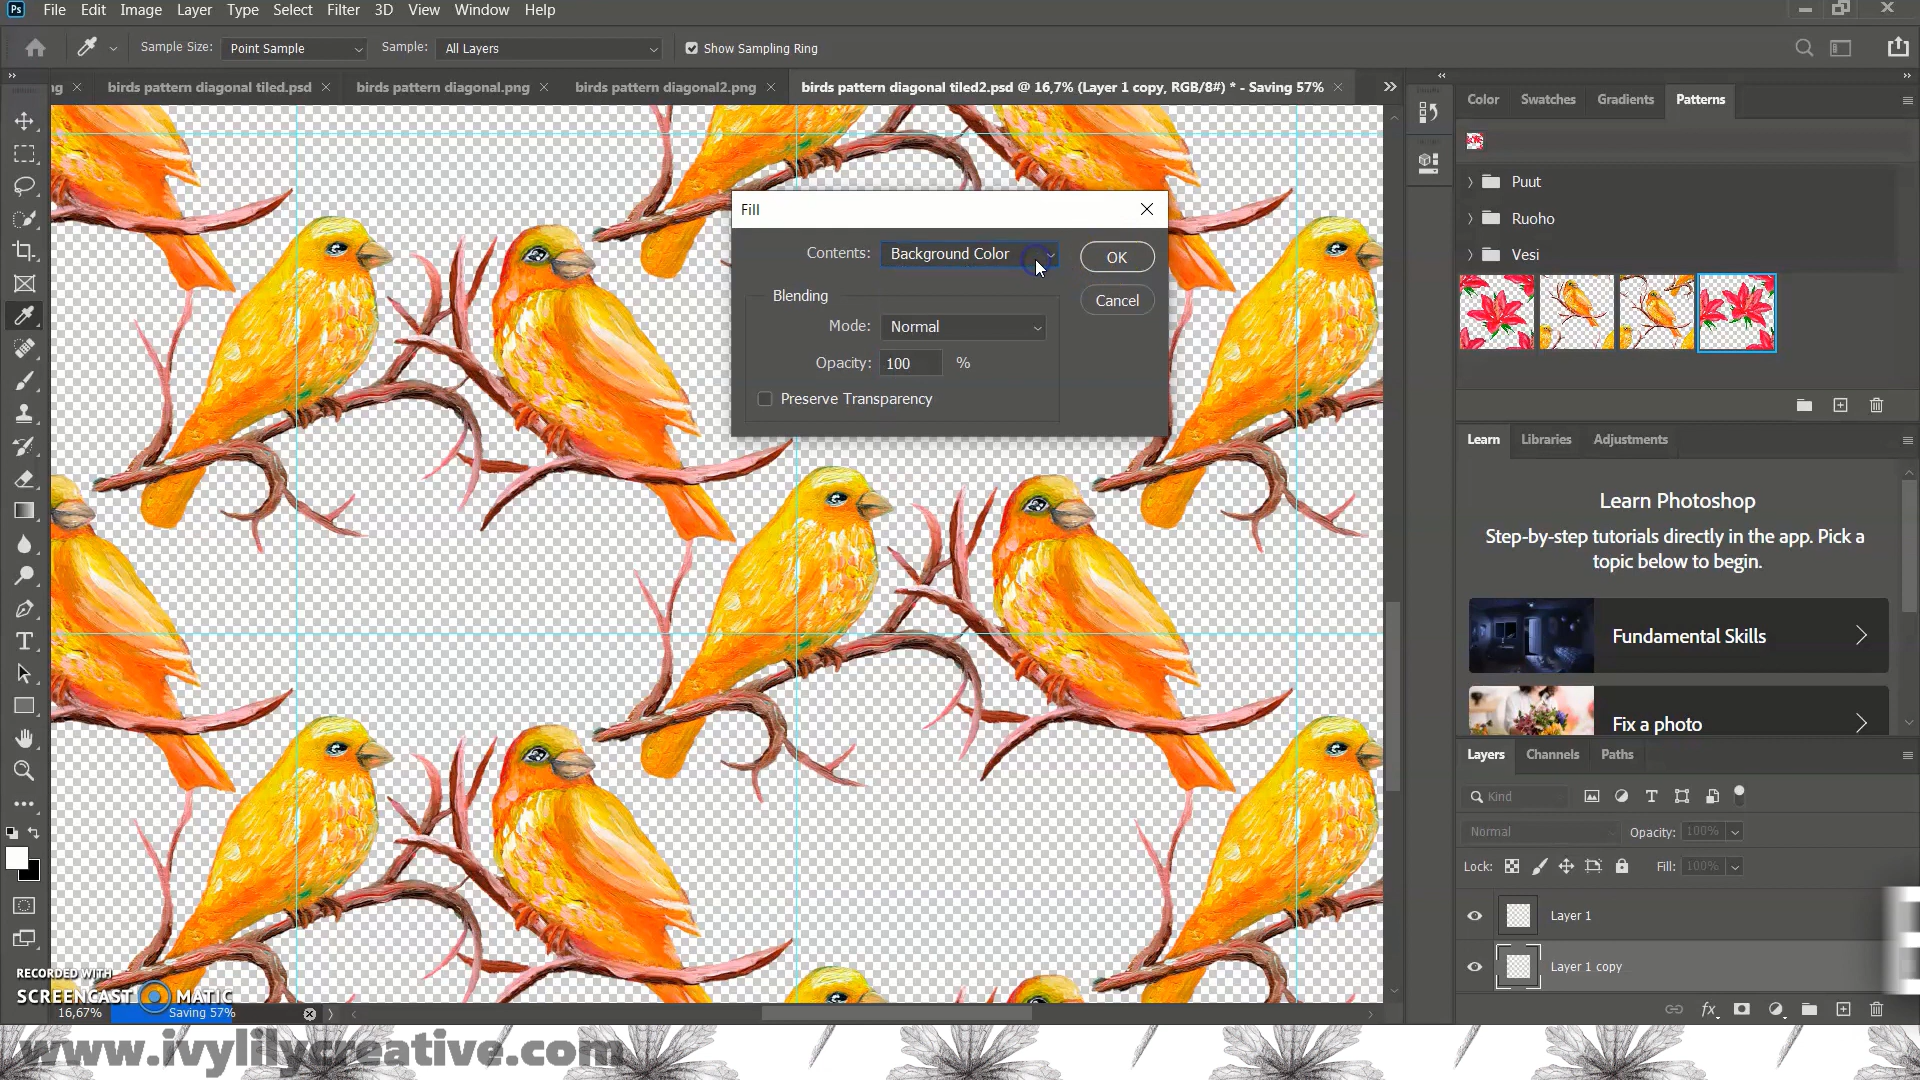 Ps File Edit Image Layer Type Select Filter 3D View Window Help
Sample Size: Point Sample Sample: All Layers Show Sampling Ring
ng birds pattern diagonal tiled.psd birds pattern diagonal.png birds pattern diagonal2.png birds pattern diagonal tiled2.psd @ 16,7% (Layer 1 copy, RGB/8#) * - Saving 57%
Color Swatches Gradients Patterns
Puut
Ruoho
Vesi
Fill
Contents: Background Color OK
Blending Cancel
Mode: Normal
Opacity: 100 %
Preserve Transparency
Learn Libraries Adjustments
Learn Photoshop
Step-by-step tutorials directly in the app. Pick a
topic below to begin.
Fundamental Skills
Fix a photo
Layers Channels Paths
Kind
Normal Opacity: 100%
Lock: Fill: 100%
Layer 1
Layer 1 copy
fx
RECORDED WITH
SCREENCAST MATIC
16,67% Saving 57%
www.ivylilycreative.com